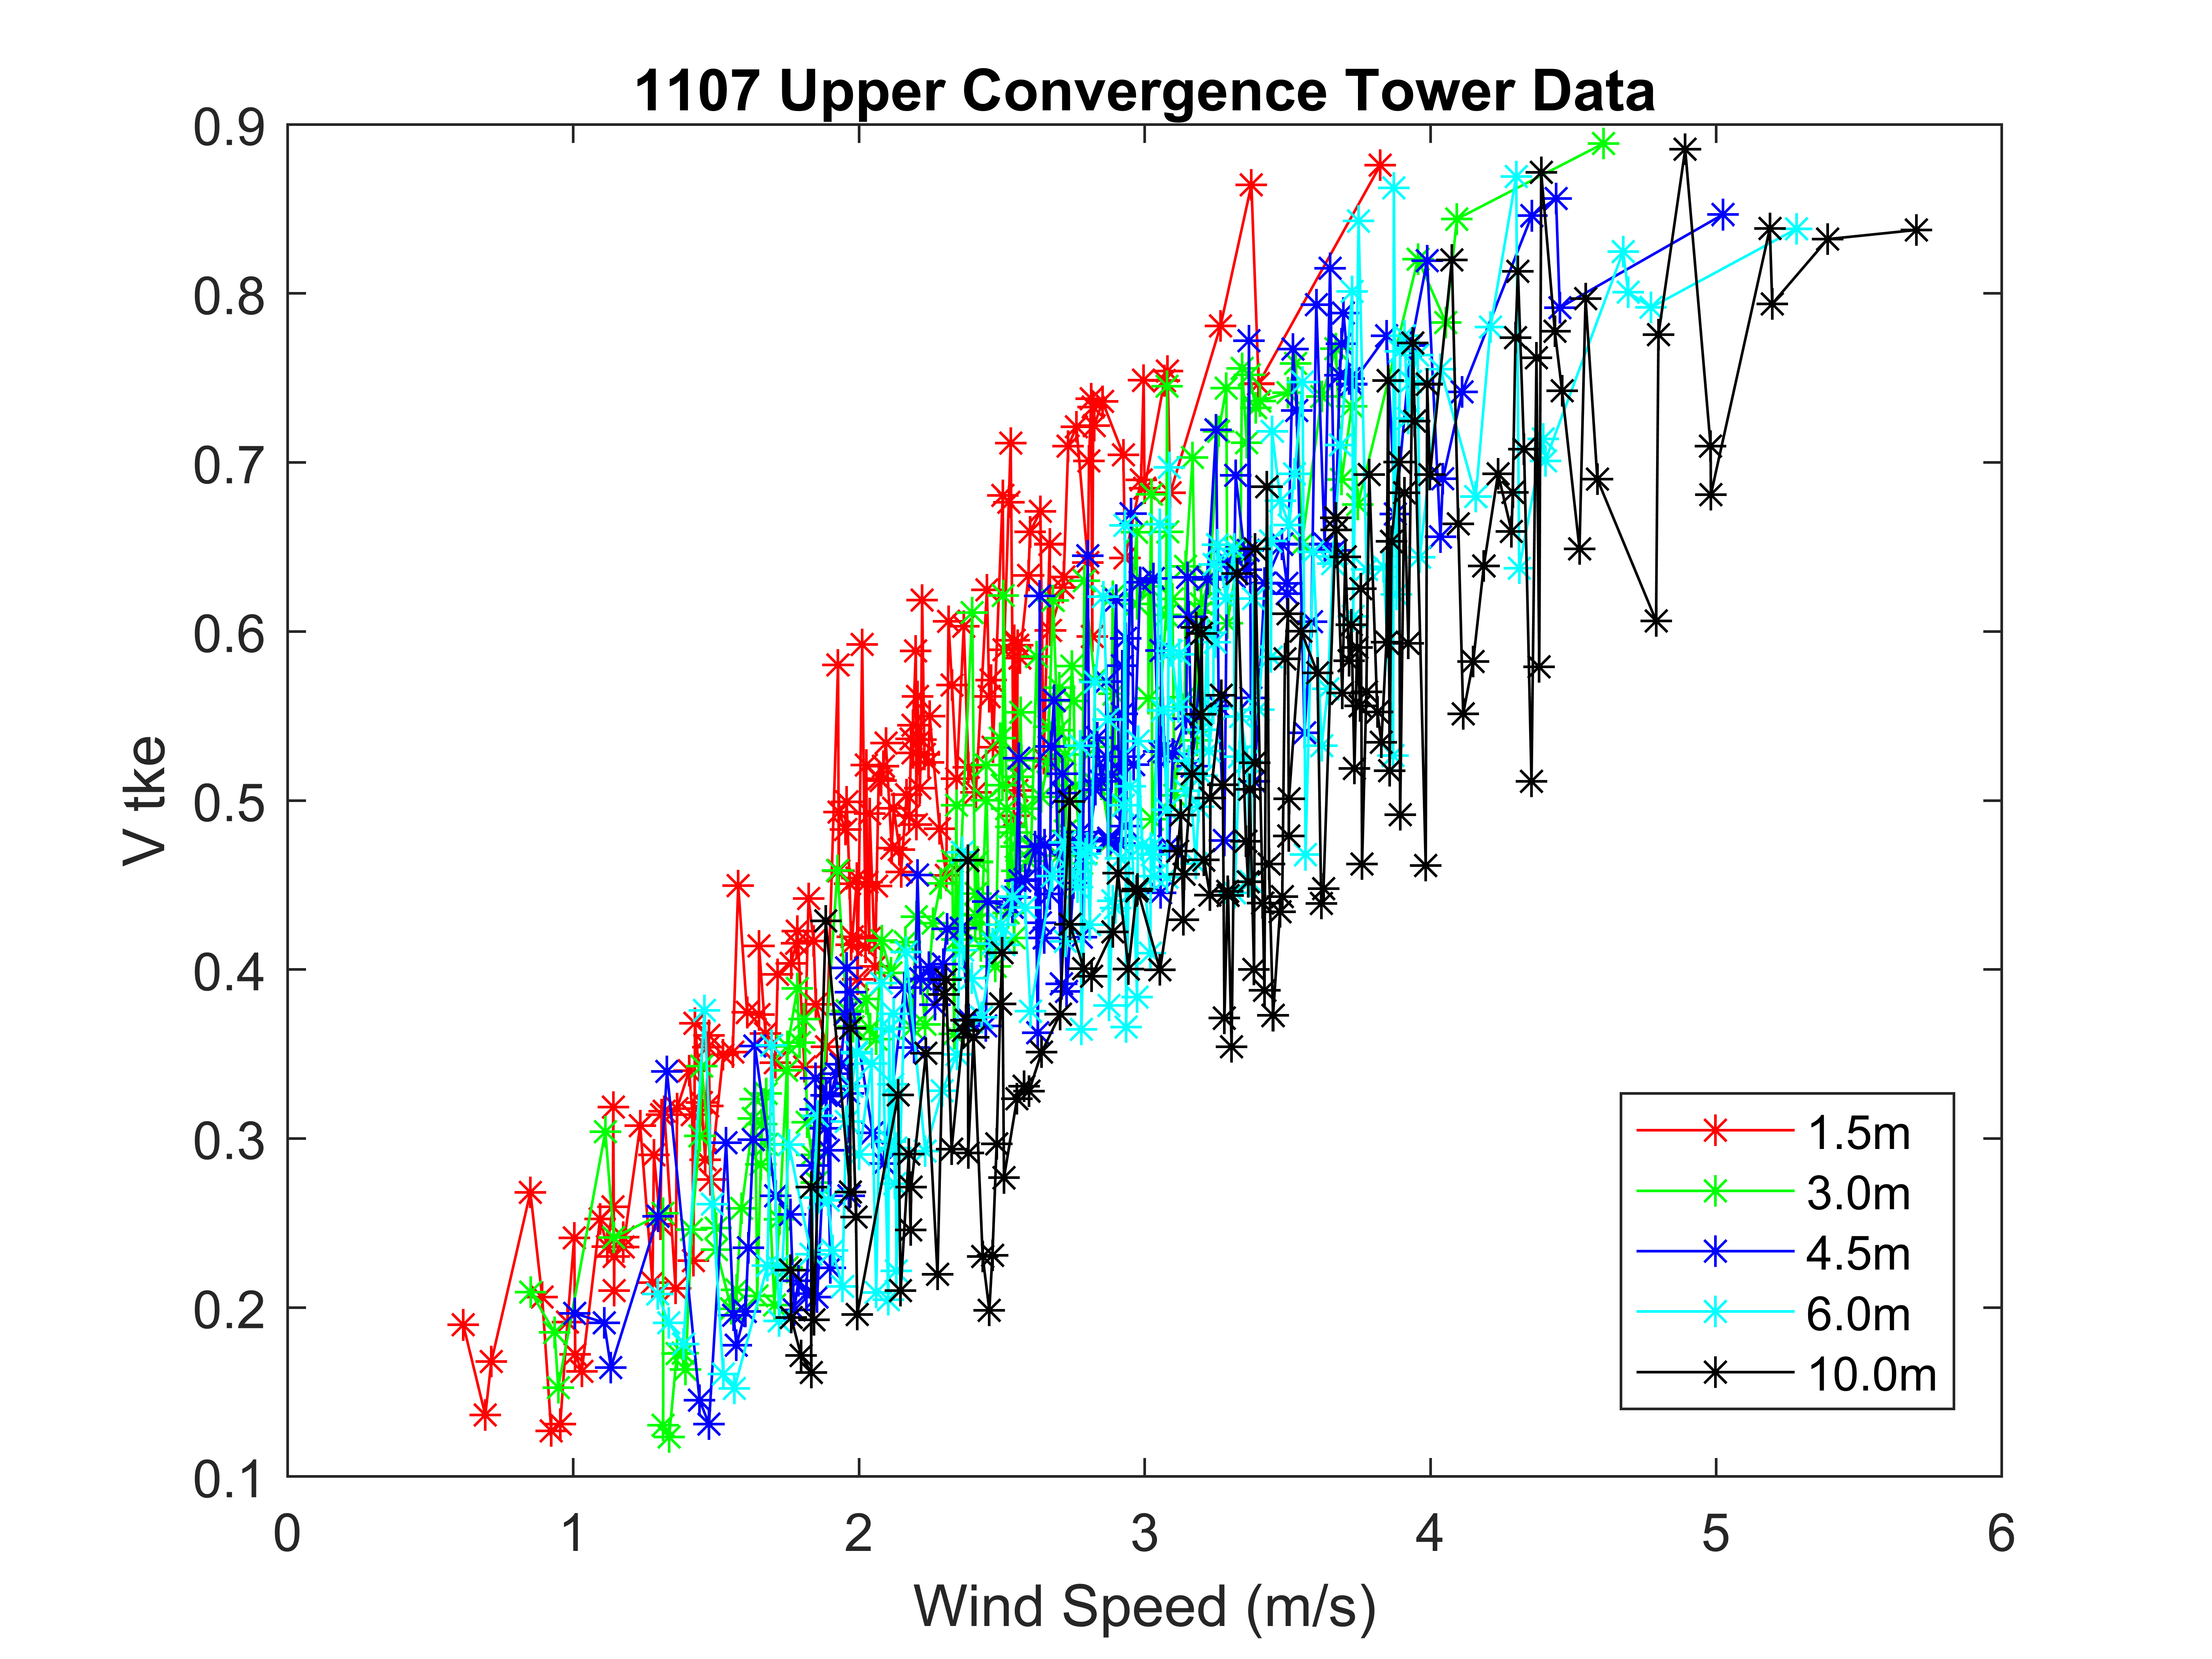 1107 Upper Convergence Tower Data
0.9
0.8
0.7
0.6
0.5
0.4
0.3
0.2
0.1
V tke
1.5m
3.0m
4.5m
6.0m
10.0m
0 1 2 3 4 5 6
Wind Speed (m/s)